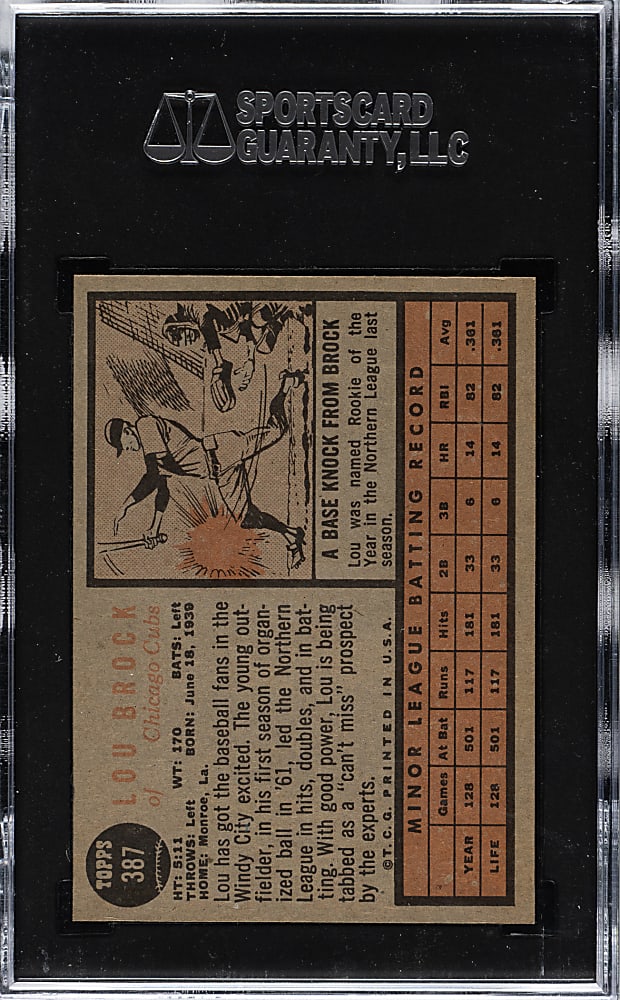 SPORTSCARD
GUARANTY, LLC
TOPPS
387
LOU BROCK
of Chicago Cubs
HT: 5:11 WT: 170 BATS: Left
THROWS: Left BORN: June 18, 1939
HOME: Monroe, La.
Lou has got the baseball fans in the
Windy City excited. The young out-
fielder, in his first season of organ-
ized ball in '61, led the Northern
League in hits, doubles, and in bat-
ting. With good power, Lou is being
tabbed as a "can't miss" prospect
by the experts.
© T. C. G. PRINTED IN U. S. A.
A BASE KNOCK FROM BROCK
Lou was named Rookie of the
Year in the Northern League last
season.
MINOR LEAGUE BATTING RECORD
Games At Bat Runs Hits 2B 3B HR RBI Avg
YEAR 128 501 117 181 33 6 14 82 .361
LIFE 128 501 117 181 33 6 14 82 .361